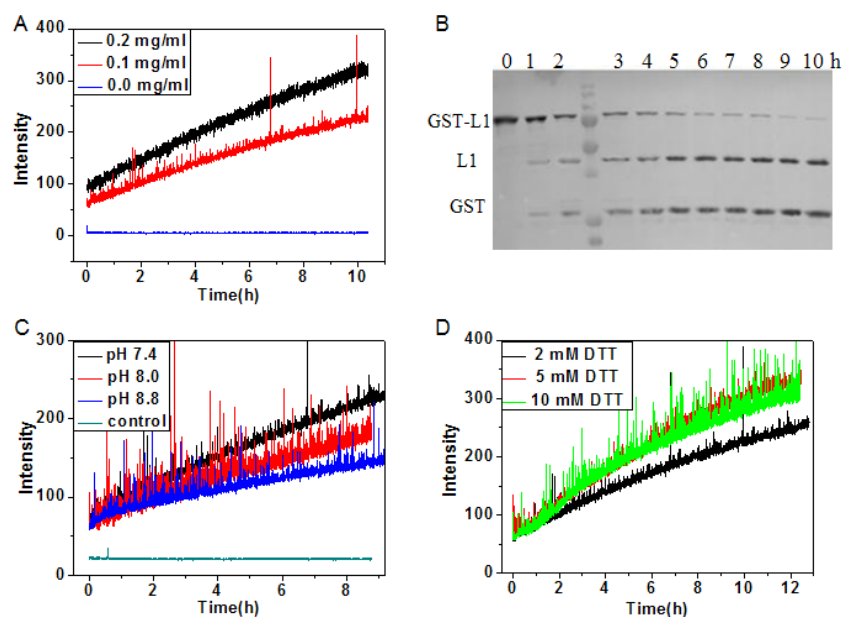 A
400
300
200
100
0
Intensity
0.2 mg/ml
0.1 mg/ml
0.0 mg/ml
0 2 4 6 8 10
Time(h)
B
0 1 2 3 4 5 6 7 8 9 10 h
GST-L1
L1
GST
C
300
200
100
0
Intensity
pH 7.4
pH 8.0
pH 8.8
control
0 2 4 6 8
Time(h)
D
400
300
200
100
0
Intensity
2 mM DTT
5 mM DTT
10 mM DTT
0 2 4 6 8 10 12
Time(h)